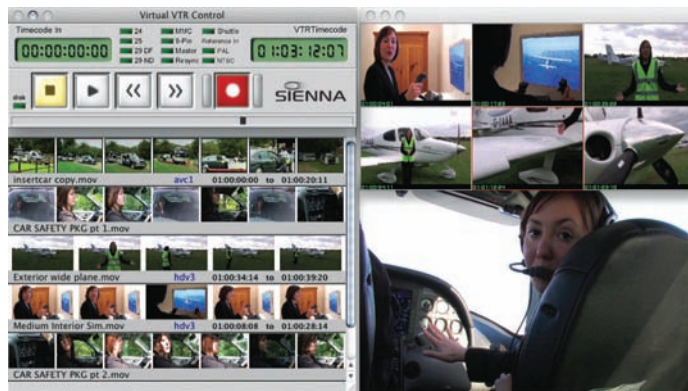 Virtual VTR Control
Timecode In
VTRTimecode
00:00:00:00
24
25
29 DF
29 ND
MMC
9-Pin
Master
Resync
Shuttle
Reference In
PAL
NTSC
01:03:12:07
disk
SIENNA
insertcar copy.mov avc1 01:00:00:00 to 01:00:20:11
CAR SAFETY PKG pt 1.mov
Exterior wide plane.mov hdv3 01:00:34:14 to 01:00:39:20
Medium Interior Sim.mov hdv3 01:00:08:08 to 01:00:28:14
CAR SAFETY PKG pt 2.mov